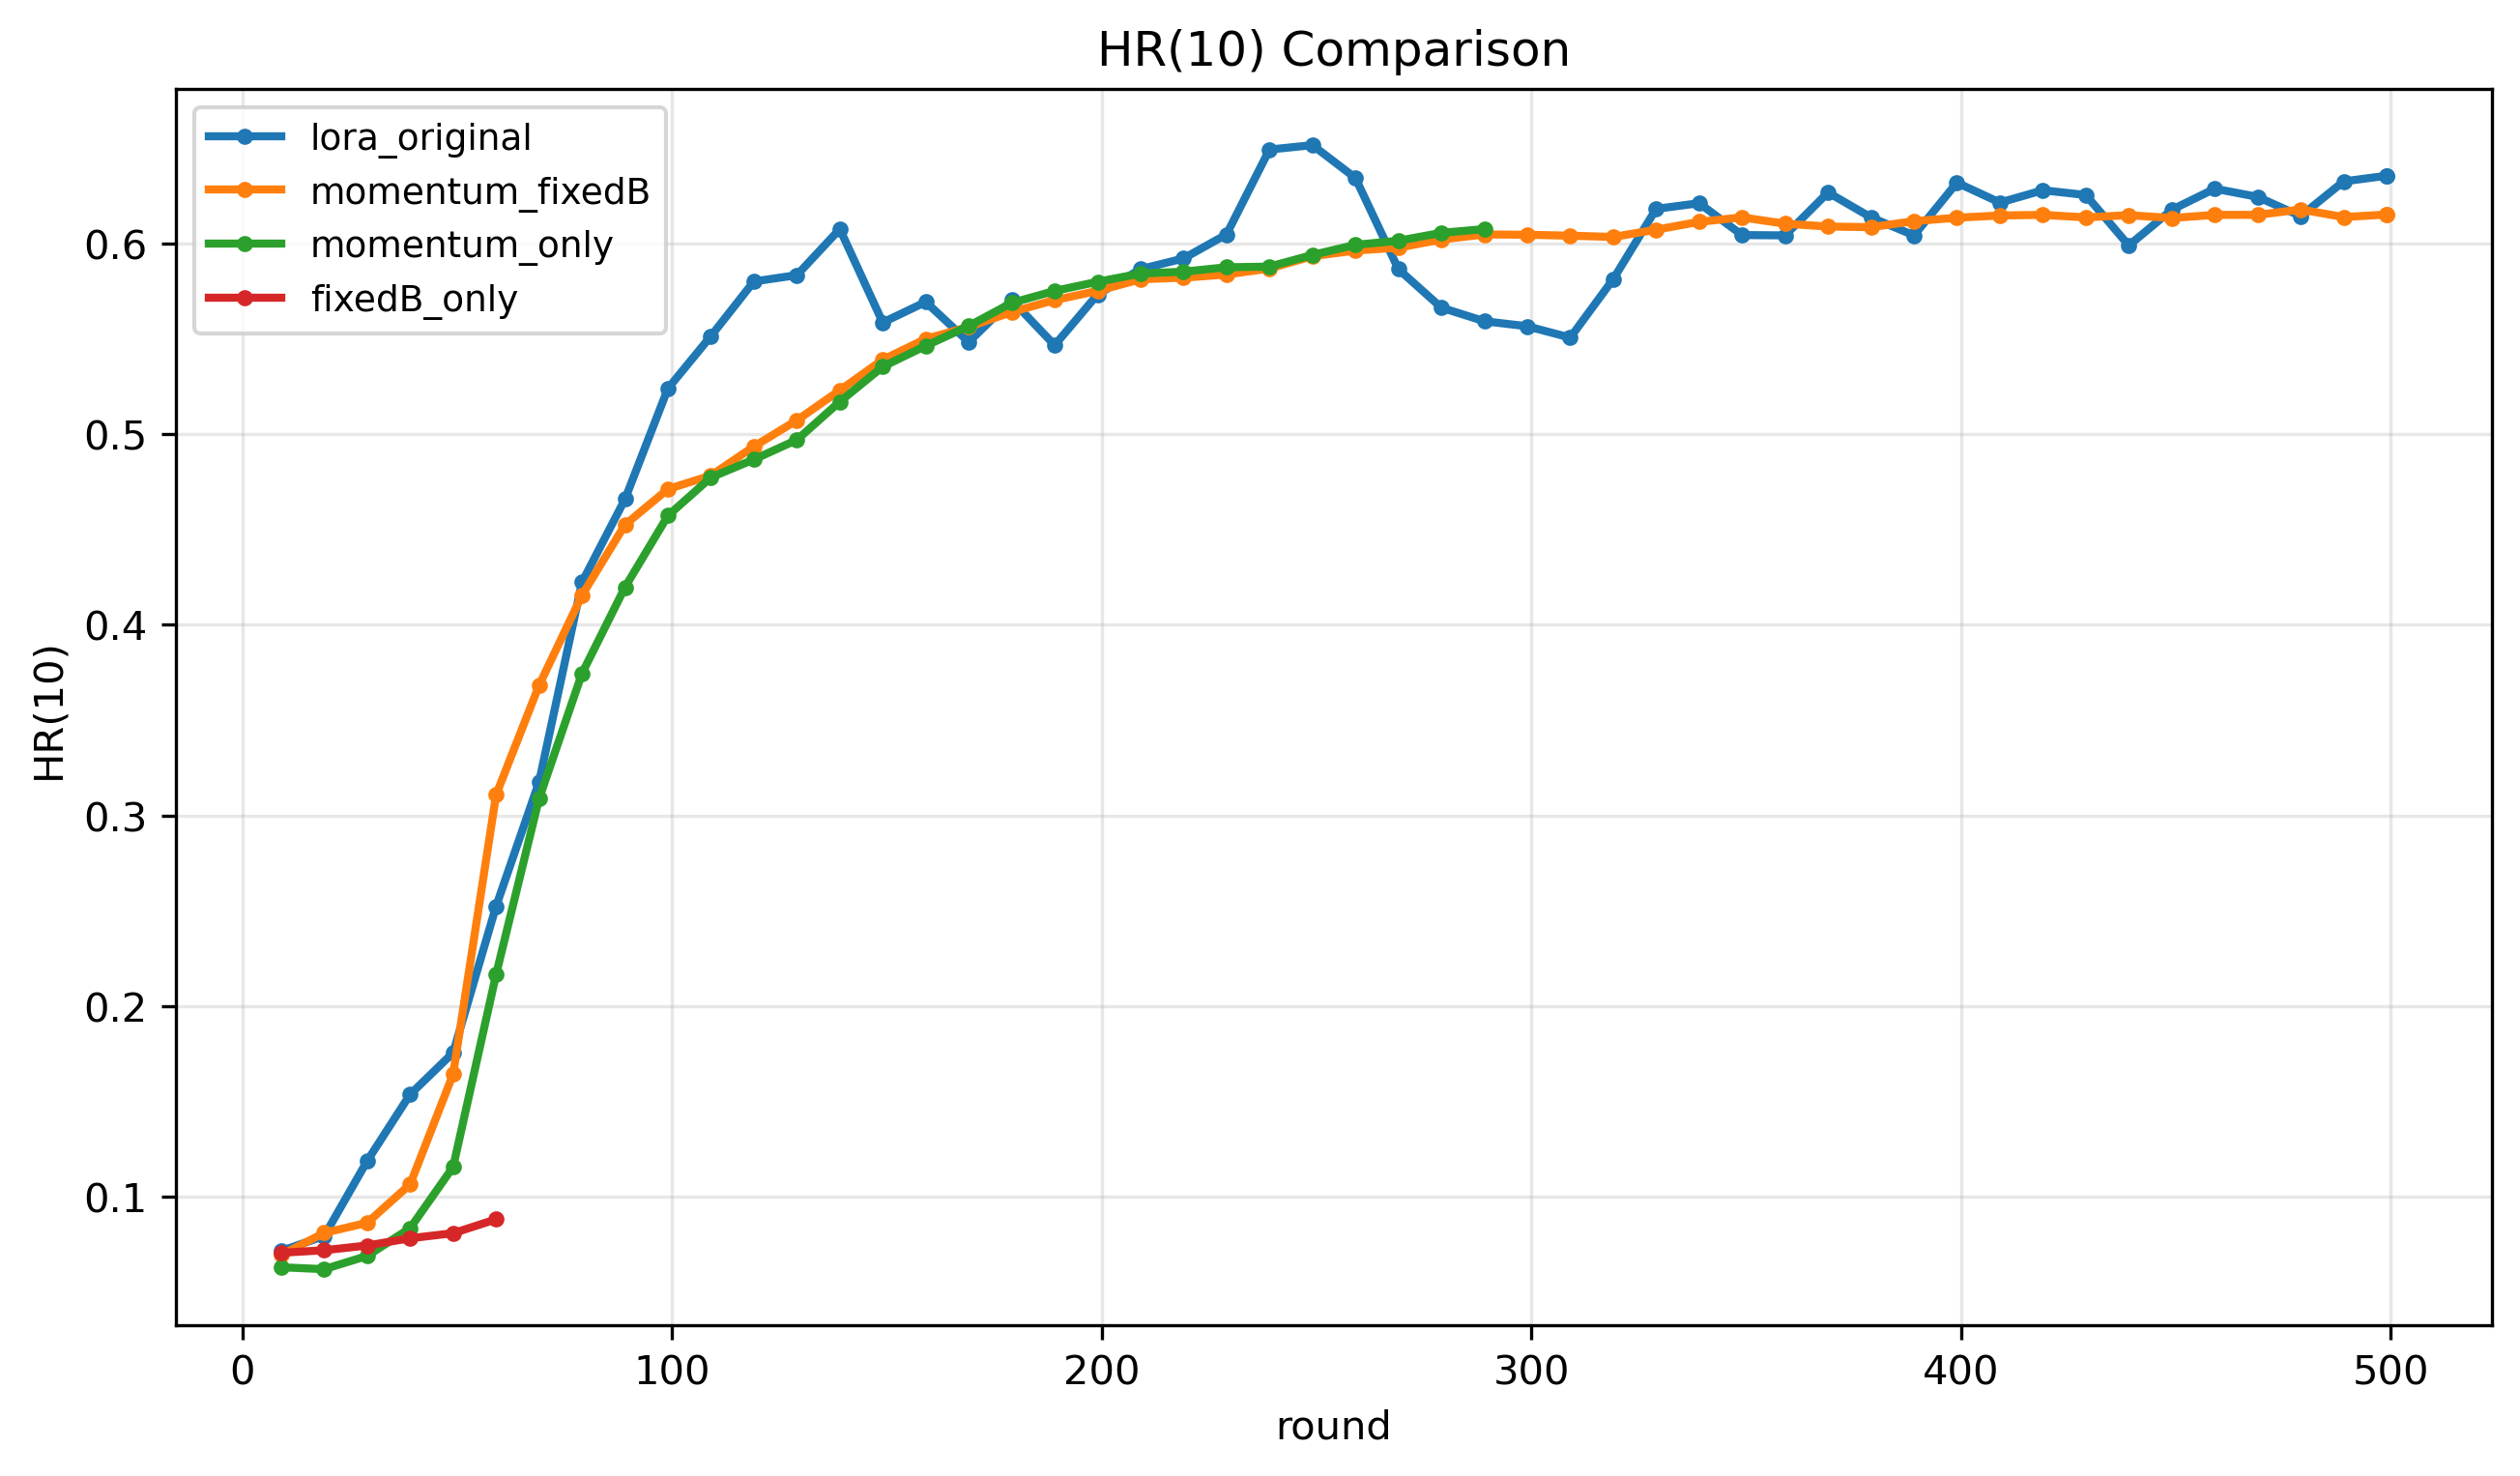 HR(10) Comparison
lora_original
momentum_fixedB
momentum_only
fixedB_only
HR(10)
0.6
0.5
0.4
0.3
0.2
0.1
0 100 200 300 400 500
round